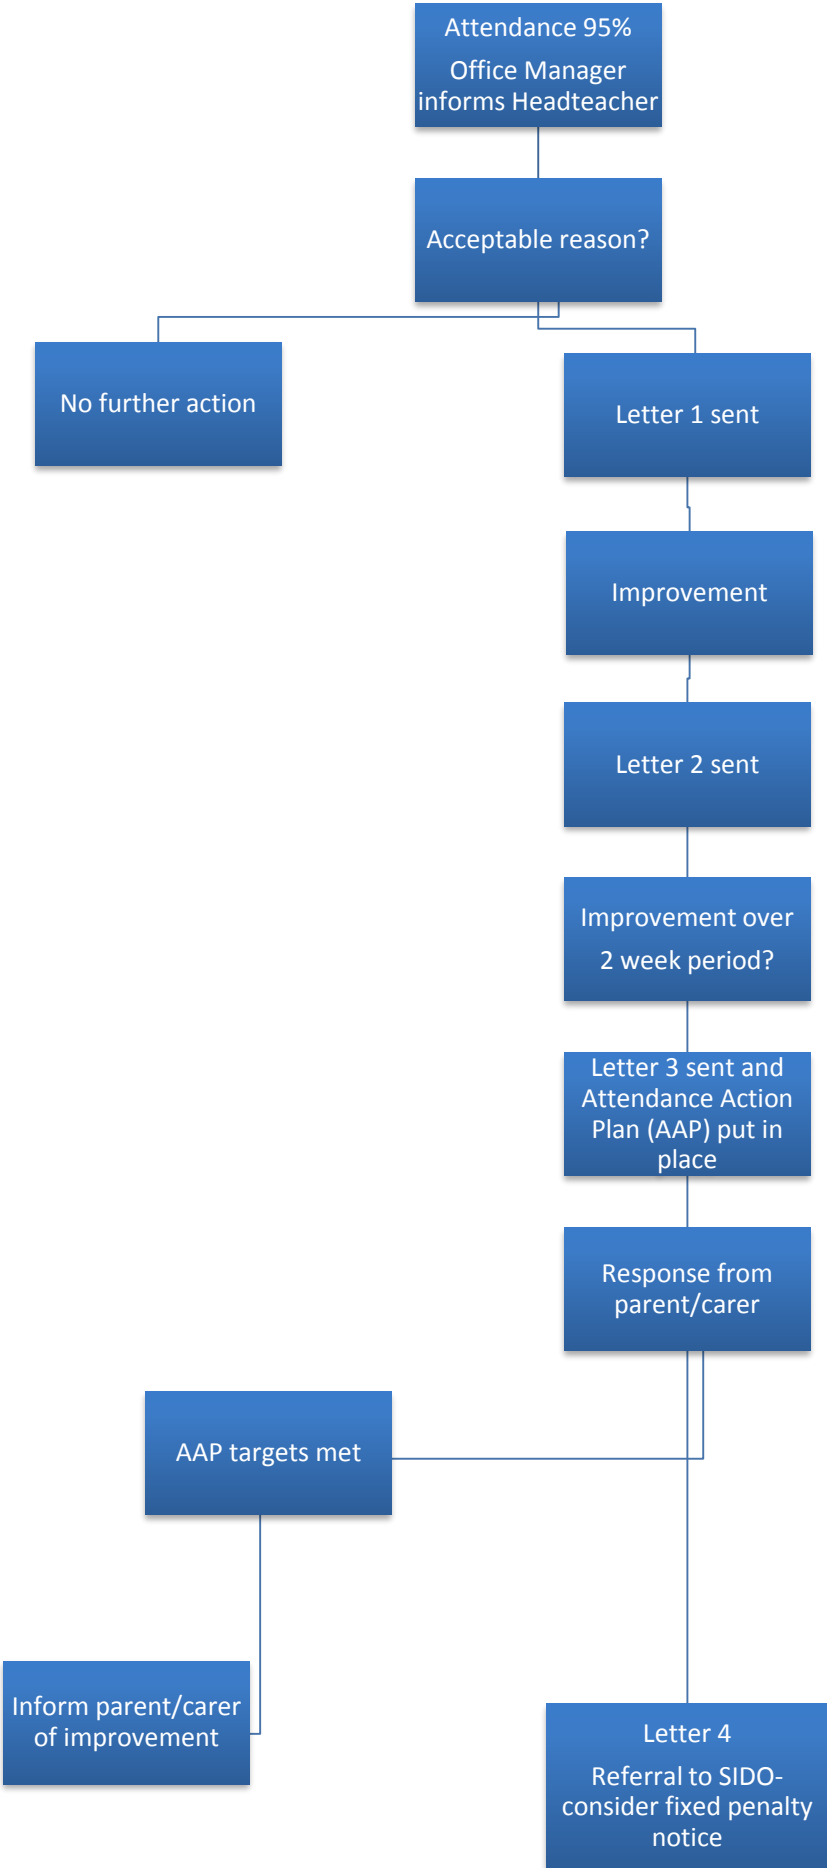 Attendance 95%
Office Manager
informs Headteacher
Acceptable reason?
No further action
Letter 1 sent
Improvement
Letter 2 sent
Improvement over
2 week period?
Letter 3 sent and
Attendance Action
Plan (AAP) put in
place
Response from
parent/carer
AAP targets met
Inform parent/carer
of improvement
Letter 4
Referral to SIDO-
consider fixed penalty
notice